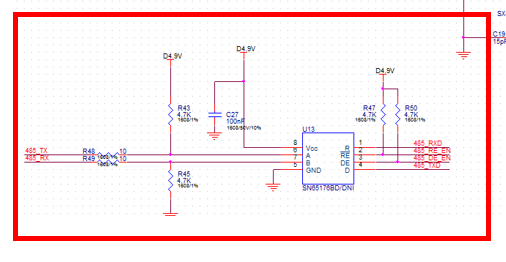 SX-
C19
15pF
D4.9V
D4.9V
D4.9V
R43
4.7K
1608/1%
C27
100nF
1608/50V/10%
R47
4.7K
1608/1%
R50
4.7K
1608/1%
U13
485_TX
R48
10
485_RX
R49
10
8
Vcc
6
A
7
B
5
GND
R
1
RE
2
DE
3
D
4
485_RXD
485_RE_EN
485_DE_EN
485_TXD
R45
4.7K
1608/1%
SN65176BD/DNI